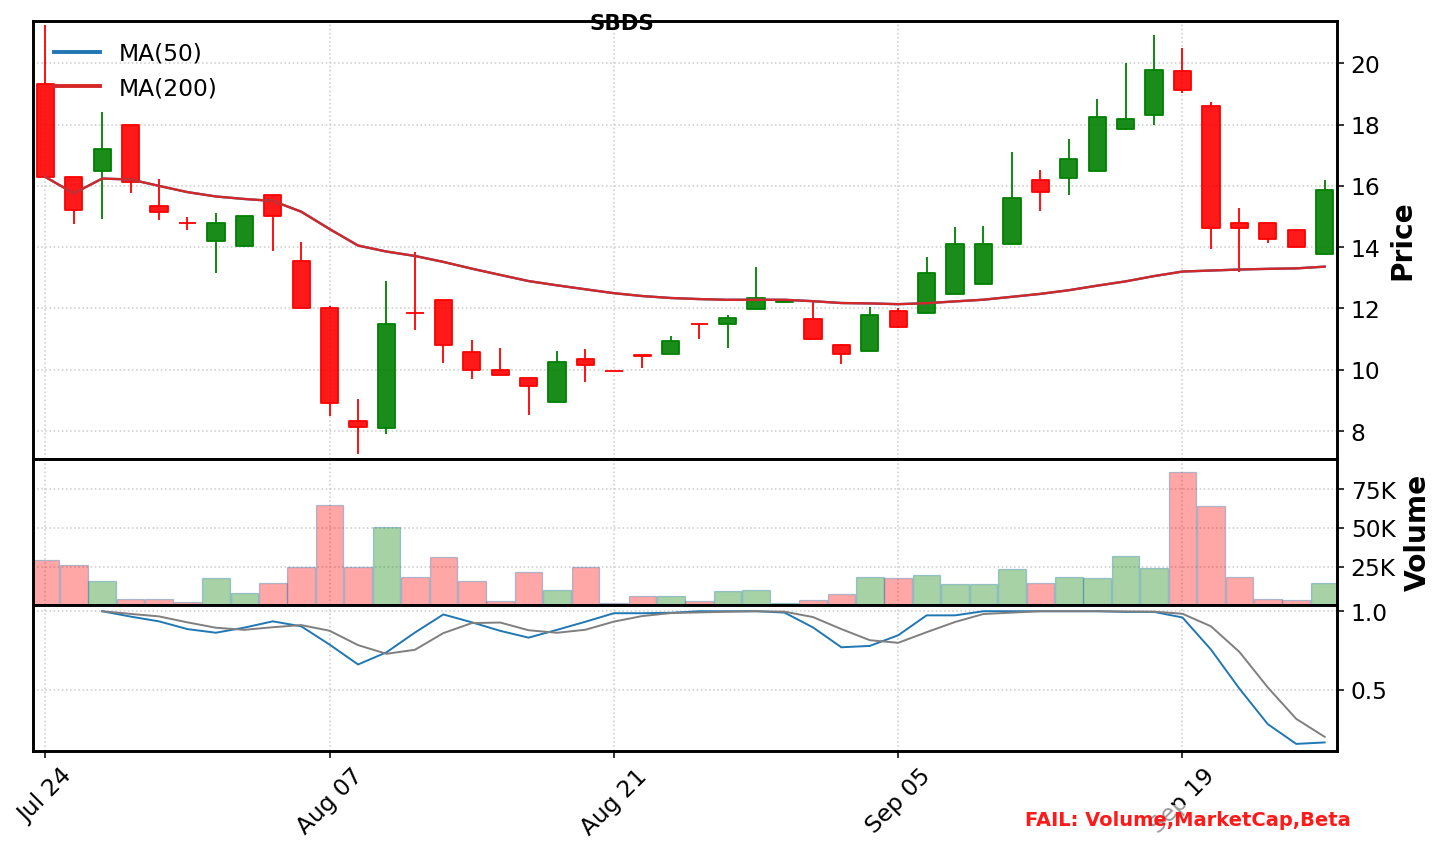 SBDS
MA(50)
MA(200)
20
18
16
14
12
10
8
Price
75K
50K
25K
Volume
1.0
0.5
Jul 24
Aug 07
Aug 21
Sep 05
Sep 19
FAIL: Volume,MarketCap,Beta